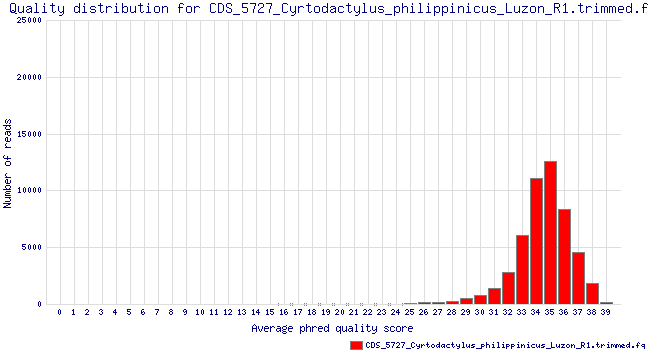 Quality distribution for CDS_5727_Cyrtodactylus_philippinicus_Luzon_R1.trimmed.f
25000
20000
15000
10000
5000
0
Number of reads
0 1 2 3 4 5 6 7 8 9 10 11 12 13 14 15 16 17 18 19 20 21 22 23 24 25 26 27 28 29 30 31 32 33 34 35 36 37 38 39
Average phred quality score
CDS_5727_Cyrtodactylus_philippinicus_Luzon_R1.trimmed.fq